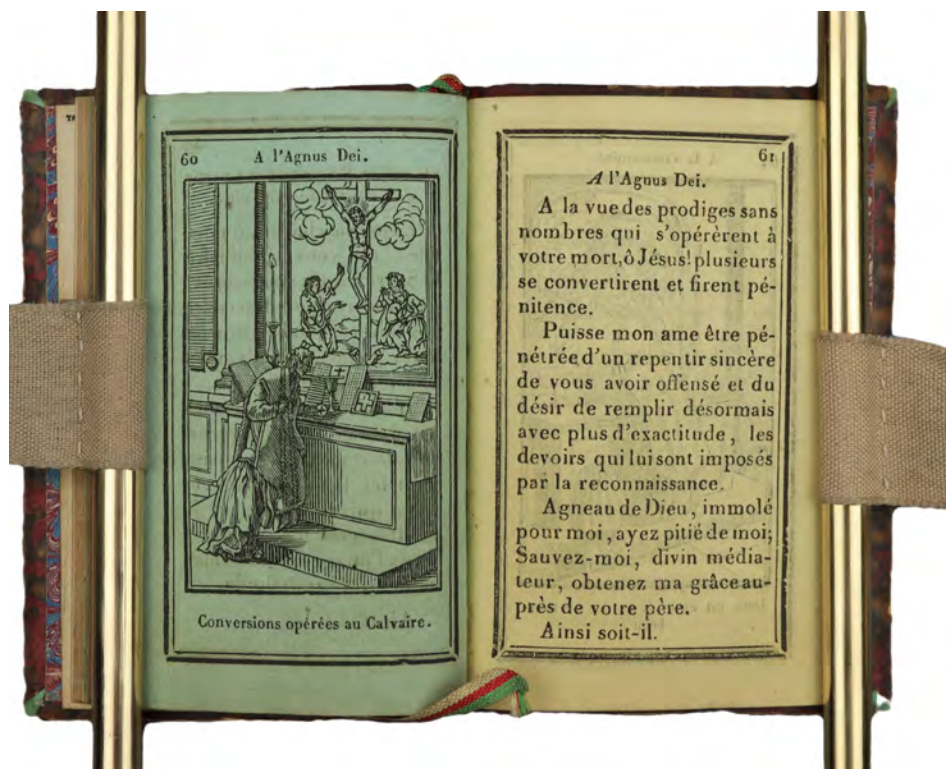 60 A l'Agnus Dei.
Conversions opérées au Calvaire.
61
A l'Agnus Dei.
A la vue des prodiges sans
nombres qui s'opérèrent à
votre mort, ô Jésus! plusieurs
se convertirent et firent pé-
nitence.
Puisse mon ame être pé-
nétrée d'un repentir sincère
de vous avoir offensé et du
désir de remplir désormais
avec plus d'exactitude, les
devoirs qui lui sont imposés
par la reconnaissance.
Agneau de Dieu, immolé
pour moi, ayez pitié de moi;
Sauvez-moi, divin média-
teur, obtenez ma grâce au-
près de votre père.
Ainsi soit-il.